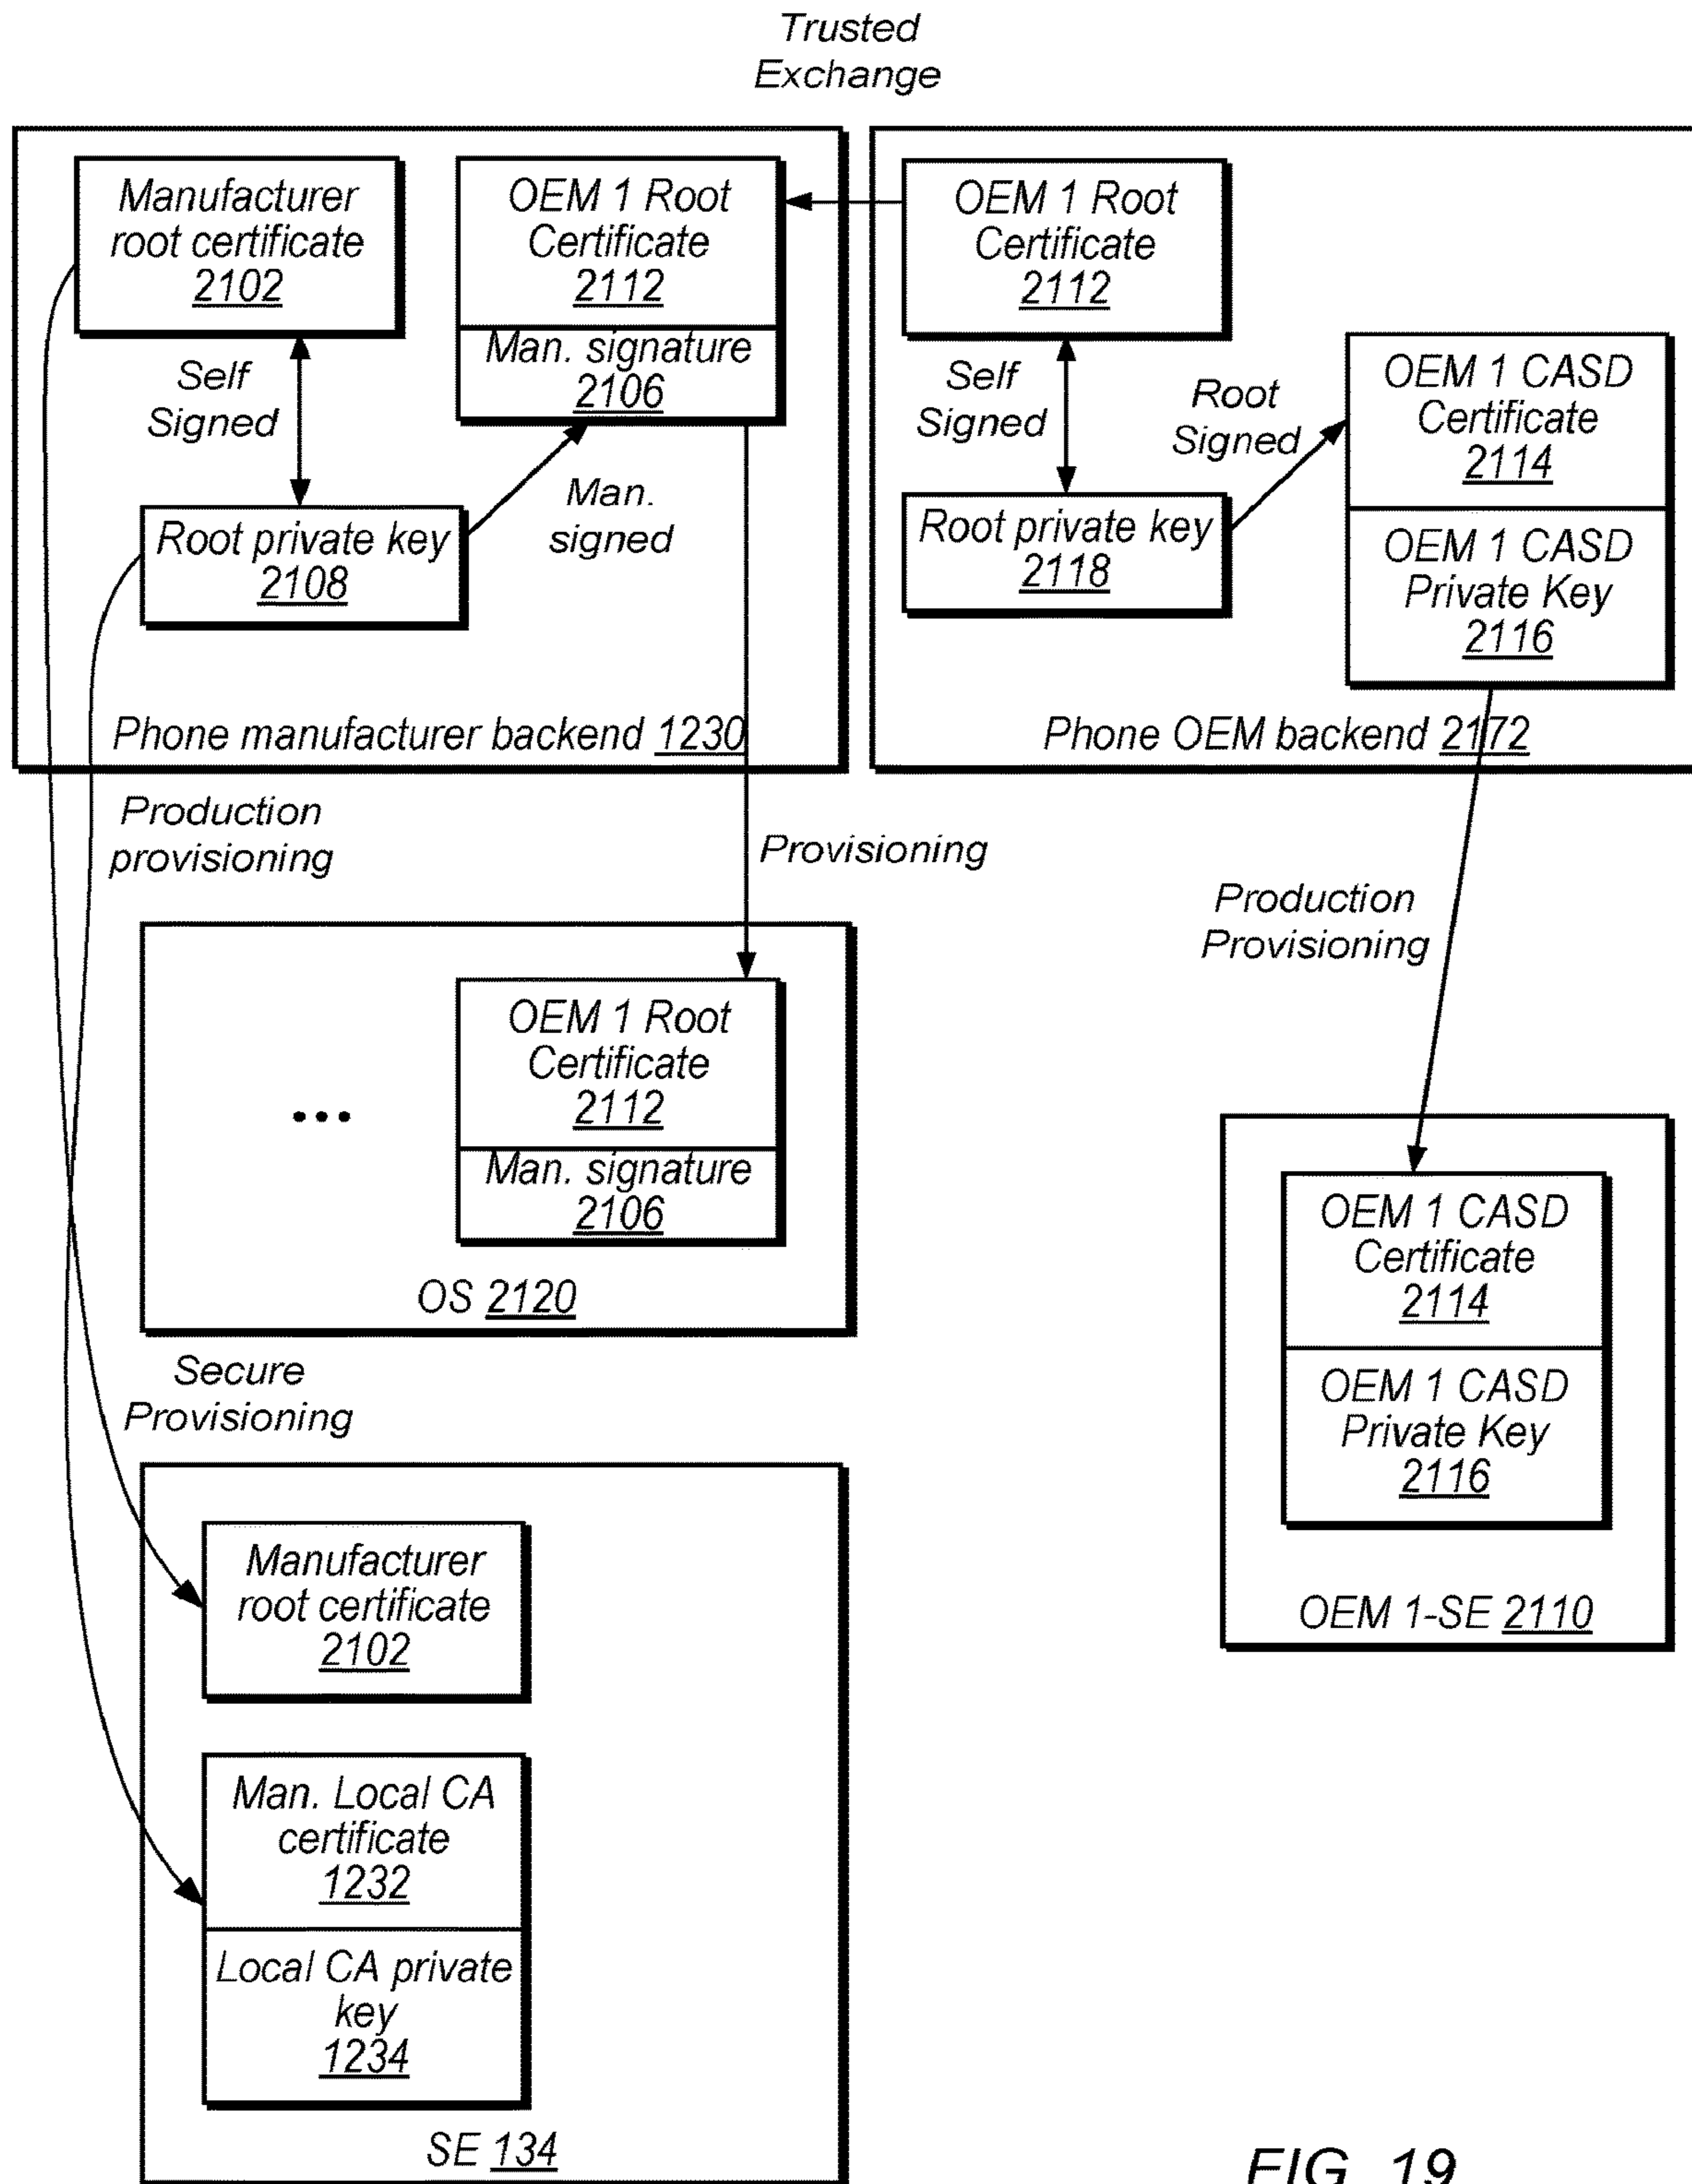 Trusted
Exchange
Manufacturer
root certificate
2102
OEM 1 Root
Certificate
2112
Man. signature
2106
Self
Signed
Man.
signed
Root private key
2108
Phone manufacturer backend 1230
OEM 1 Root
Certificate
2112
Self
Signed
Root
Signed
Root private key
2118
OEM 1 CASD
Certificate
2114
OEM 1 CASD
Private Key
2116
Phone OEM backend 2172
Production
provisioning
Provisioning
Production
Provisioning
OEM 1 Root
Certificate
2112
Man. signature
2106
...
OS 2120
OEM 1 CASD
Certificate
2114
OEM 1 CASD
Private Key
2116
OEM 1-SE 2110
Secure
Provisioning
Manufacturer
root certificate
2102
Man. Local CA
certificate
1232
Local CA private
key
1234
SE 134
FIG. 19